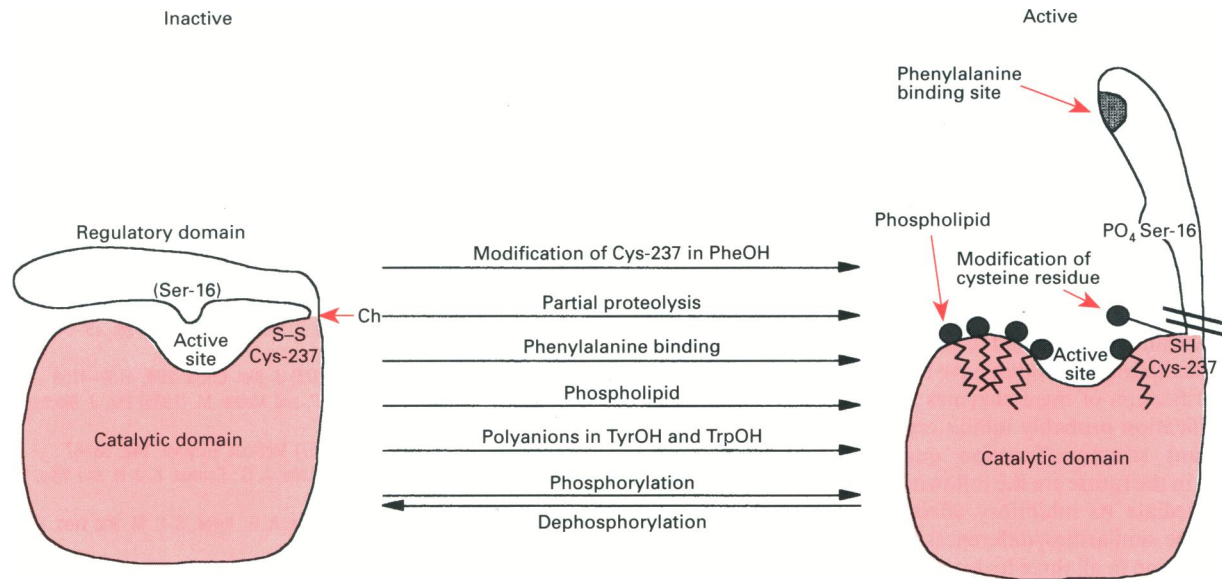 Inactive
Active
Phenylalanine
binding site
Regulatory domain
(Ser-16)
Active
site
S–S
Cys-237
Catalytic domain
Ch
Modification of Cys-237 in PheOH
Partial proteolysis
Phenylalanine binding
Phospholipid
Polyanions in TyrOH and TrpOH
Phosphorylation
Dephosphorylation
Phospholipid
PO₄ Ser-16
Modification of
cysteine residue
Active
site
SH
Cys-237
Catalytic domain